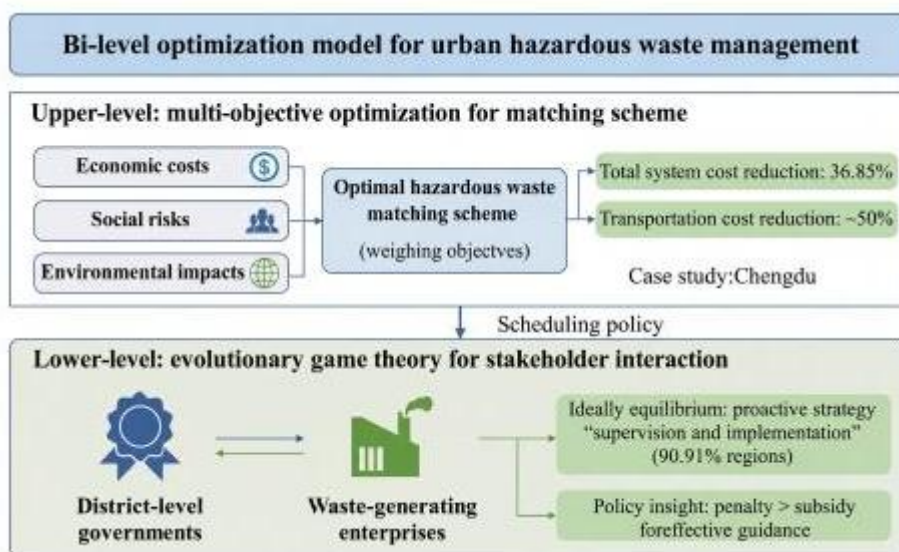 Bi-level optimization model for urban hazardous waste management
Upper-level: multi-objective optimization for matching scheme
Economic costs
$
Social risks
Environmental impacts
Optimal hazardous waste
matching scheme
(weighing objectves)
Total system cost reduction: 36.85%
Transportation cost reduction: ~50%
Case study:Chengdu
Scheduling policy
Lower-level: evolutionary game theory for stakeholder interaction
District-level
governments
Waste-generating
enterprises
Ideally equilibrium: proactive strategy
“supervision and implementation”
(90.91% regions)
Policy insight: penalty > subsidy
foreffective guidance